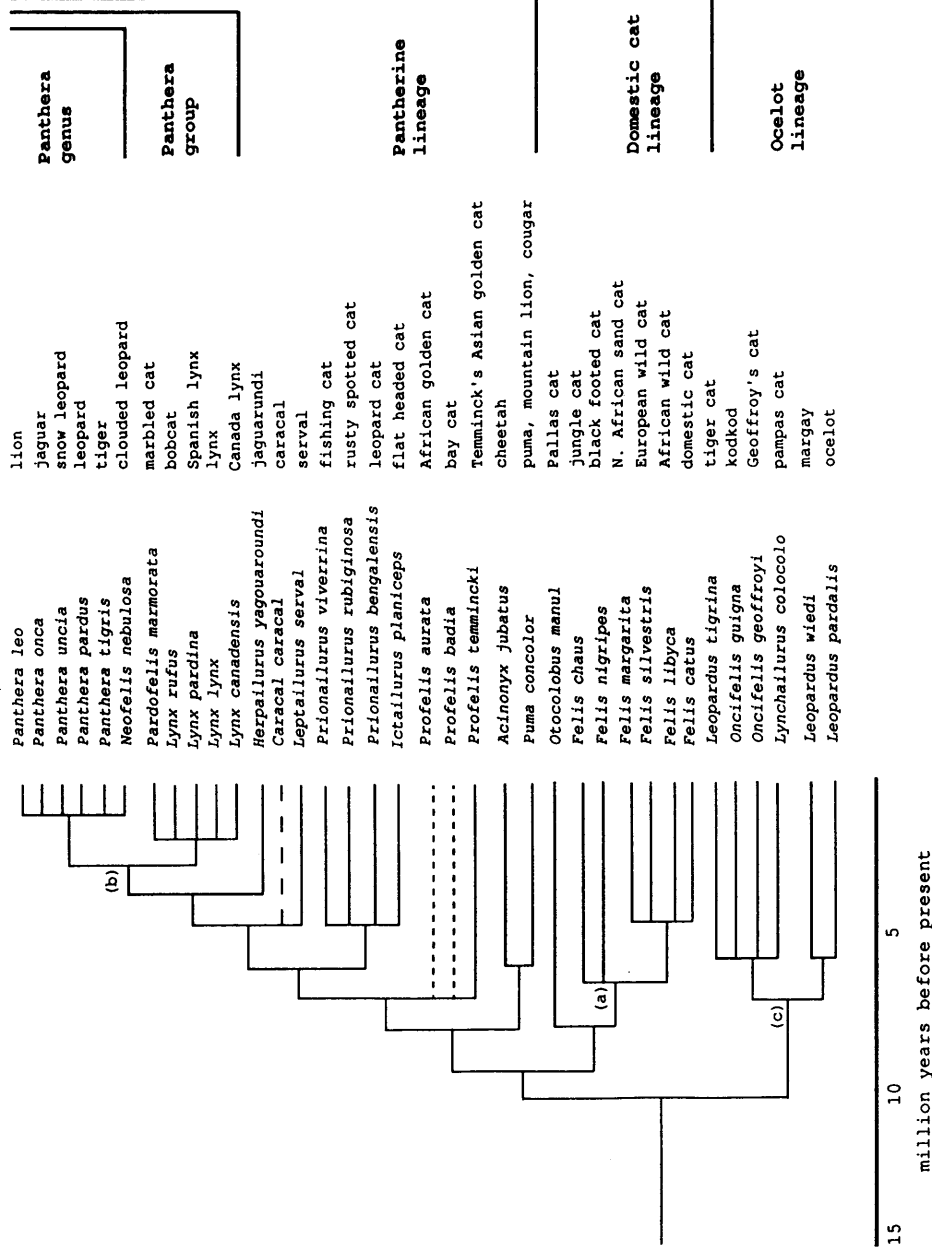 Panthera leo lion
Panthera onca jaguar
Panthera uncia snow leopard
Panthera pardus leopard
Panthera tigris tiger
Neofelis nebulosa clouded leopard
Pardofelis marmorata marbled cat
Lynx rufus bobcat
Lynx pardina Spanish lynx
Lynx lynx lynx
Lynx canadensis Canada lynx
Herpailurus yagouaroundi jaguarundi
Caracal caracal caracal
Leptailurus serval serval
Prionailurus viverrina fishing cat
Prionailurus rubiginosa rusty spotted cat
Prionailurus bengalensis leopard cat
Ictailurus planiceps flat headed cat
Profelis aurata African golden cat
Profelis badia bay cat
Profelis temmincki Temminck's Asian golden cat
Acinonyx jubatus cheetah
Puma concolor puma, mountain lion, cougar
Otocolobus manul Pallas cat
Felis chaus jungle cat
Felis nigripes black footed cat
Felis margarita N. African sand cat
Felis silvestris European wild cat
Felis libyca African wild cat
Felis catus domestic cat
Leopardus tigrina tiger cat
Oncifelis guigna kodkod
Oncifelis geoffroyi Geoffroy's cat
Lynchailurus colocolo pampas cat
Leopardus wiedi margay
Leopardus pardalis ocelot
Panthera
genus
Panthera
group
Pantherine
lineage
Domestic cat
lineage
Ocelot
lineage
(b)
(a)
(c)
15 10 5
million years before present